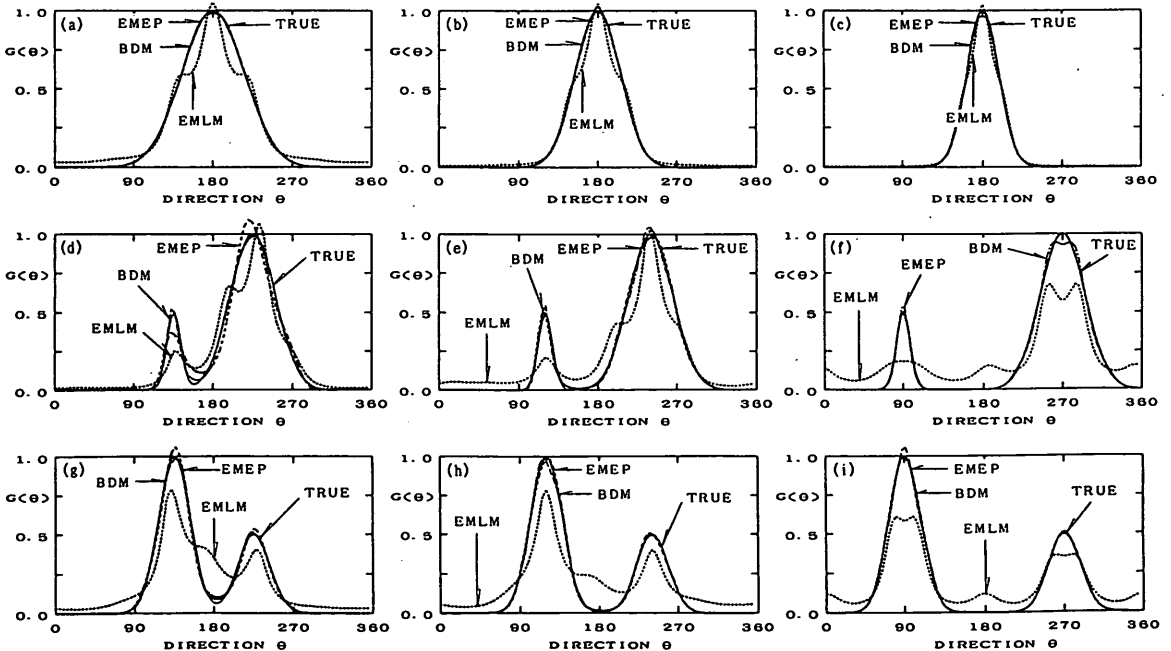 (a)
1.0
G(θ)
0.5
0.0
EMEP
BDM
TRUE
EMLM
0 90 180 270 360
DIRECTION θ
(b)
1.0
G(θ)
0.5
0.0
EMEP
BDM
TRUE
EMLM
0 90 180 270 360
DIRECTION θ
(c)
1.0
G(θ)
0.5
0.0
EMEP
BDM
TRUE
EMLM
0 90 180 270 360
DIRECTION θ
(d)
1.0
G(θ)
0.5
0.0
EMEP
BDM
TRUE
EMLM
0 90 180 270 360
DIRECTION θ
(e)
1.0
G(θ)
0.5
0.0
EMEP
TRUE
BDM
EMLM
0 90 180 270 360
DIRECTION θ
(f)
1.0
G(θ)
0.5
0.0
BDM
TRUE
EMEP
EMLM
0 90 180 270 360
DIRECTION θ
(g)
1.0
G(θ)
0.5
0.0
EMEP
BDM
TRUE
EMLM
0 90 180 270 360
DIRECTION θ
(h)
1.0
G(θ)
0.5
0.0
EMEP
BDM
TRUE
EMLM
0 90 180 270 360
DIRECTION θ
(i)
1.0
G(θ)
0.5
0.0
EMEP
BDM
TRUE
EMLM
0 90 180 270 360
DIRECTION θ